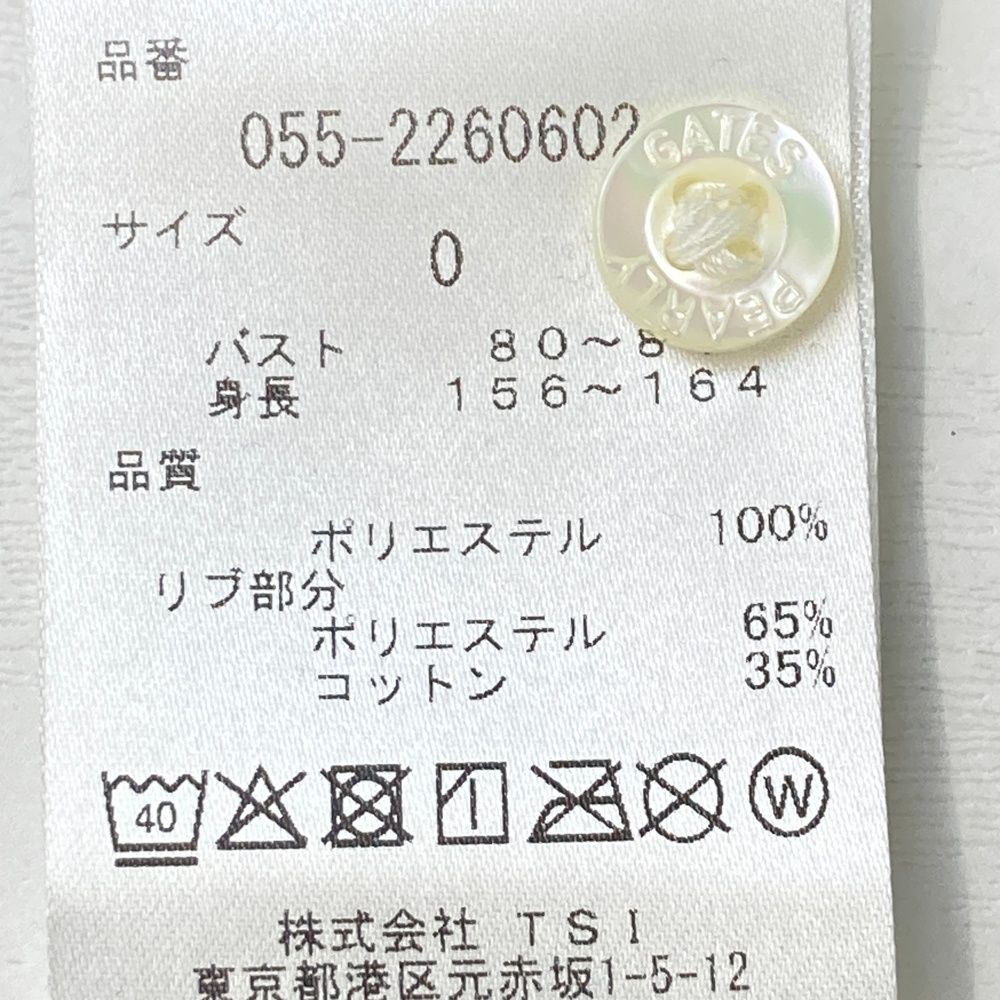 品番
055-2260602
GATES
PEARLY
サイズ
0
バスト 80～8
身長 156～164
品質
ポリエステル 100%
リブ部分
ポリエステル 65%
コットン 35%
40
W
株式会社 TSI
東京都港区元赤坂1-5-12